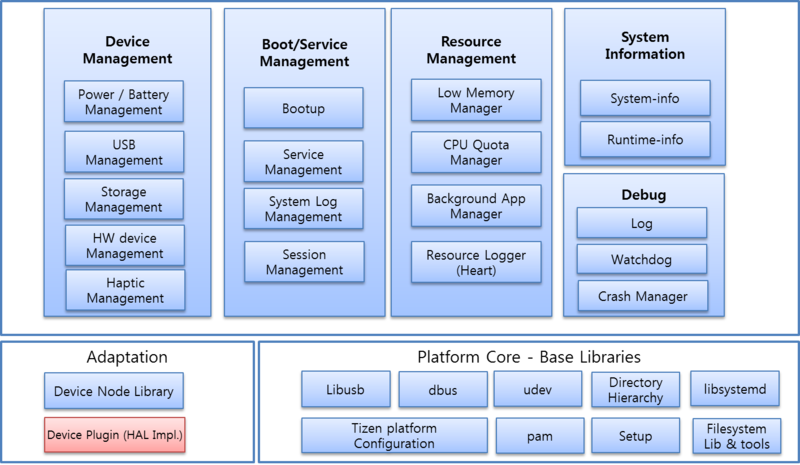 Device
Management
Power / Battery
Management
USB
Management
Storage
Management
HW device
Management
Haptic
Management
Boot/Service
Management
Bootup
Service
Management
System Log
Management
Session
Management
Resource
Management
Low Memory
Manager
CPU Quota
Manager
Background App
Manager
Resource Logger
(Heart)
System
Information
System-info
Runtime-info
Debug
Log
Watchdog
Crash Manager
Adaptation
Device Node Library
Device Plugin (HAL Impl.)
Platform Core - Base Libraries
Libusb
dbus
udev
Directory
Hierarchy
libsystemd
Tizen platform
Configuration
pam
Setup
Filesystem
Lib & tools